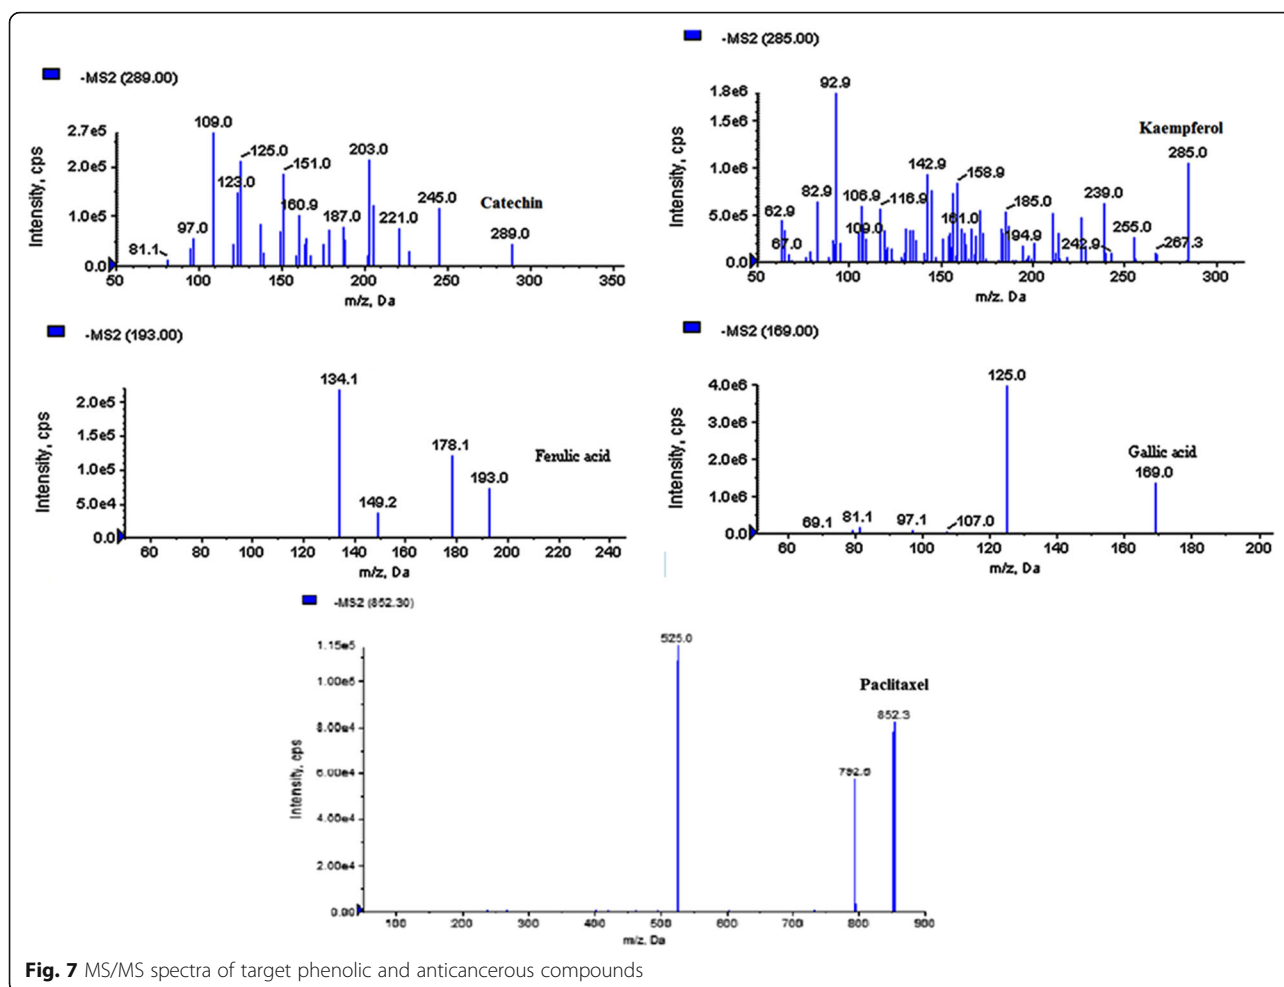 -MS2 (289.00)
Intensity, cps
2.7e5
2.0e5
1.0e5
0.0
109.0
125.0
123.0
151.0
203.0
97.0
160.9
187.0
245.0
221.0
81.1
Catechin
289.0
50 100 150 200 250 300 350
m/z, Da
-MS2 (285.00)
Intensity, cps
1.8e6
1.5e6
1.0e6
5.0e5
0.0
92.9
Kaempferol
285.0
142.9
158.9
82.9
106.9
116.9
185.0
239.0
62.9
109.0
161.0
194.9
255.0
67.0
242.9
267.3
50 100 150 200 250 300
m/z, Da
-MS2 (193.00)
Intensity, cps
2.0e5
1.5e5
1.0e5
5.0e4
0.0
134.1
178.1
Ferulic acid
193.0
149.2
60 80 100 120 140 160 180 200 220 240
m/z, Da
-MS2 (169.00)
Intensity, cps
4.0e6
3.0e6
2.0e6
1.0e6
0.0
125.0
Gallic acid
169.0
69.1
81.1
97.1
107.0
60 80 100 120 140 160 180 200
m/z, Da
-MS2 (852.30)
Intensity, cps
1.15e5
1.00e5
8.00e4
6.00e4
4.00e4
2.00e4
0.00
525.0
Paclitaxel
852.3
100 200 300 400 500 600 700 800 900
m/z, Da
Fig. 7 MS/MS spectra of target phenolic and anticancerous compounds